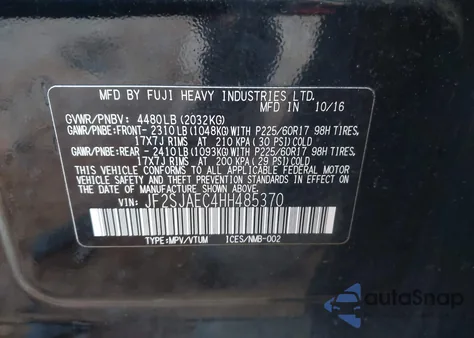 MFD BY FUJI HEAVY INDUSTRIES LTD.
MFD. IN 10/16
GVWR/PNBV: 4480LB (2032KG)
GAWR/PNBE:FRONT- 2310LB (1048KG) WITH P225/60R17 98H TIRES,
17X7J RIMS AT 210 KPA (30 PSI) COLD
GAWR/PNBE:REAR - 2410LB (1093KG) WITH P225/60R17 98H TIRES,
17X7J RIMS AT 200 KPA (29 PSI) COLD
THIS VEHICLE CONFORMS TO ALL APPLICABLE
FEDERAL MOTOR VEHICLE SAFETY STANDARDS
IN EFFECT ON THE DATE OF MANUFACTURE
SHOWN ABOVE.
VIN: JF2SJAEC4HH485370
TYPE:MPV/VTUM ICES/NMB-002
autoSnap